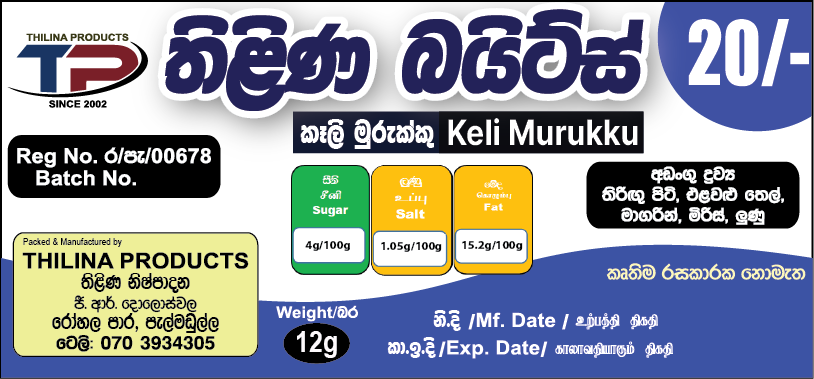 THILINA PRODUCTS
TP
SINCE 2002
තිළිණ බයිට්ස්
20/-
කෑලි මුරුක්කු Keli Murukku
Reg No. ර/පැ/00678
Batch No.
සීනි
சீனி
Sugar
4g/100g
ලුණු
உப்பு
Salt
1.05g/100g
මේද
கொழுப்பு
Fat
15.2g/100g
අඩංගු ද්‍රව්‍ය
තිරිඟු පිටි, එළවළු තෙල්,
මාගරින්, මිරිස්, ලුණු
කෘතිම රසකාරක නොමැත
Packed & Manufactured by
THILINA PRODUCTS
තිළිණ නිෂ්පාදන
ජී. ආර්. දොලොස්වල
රෝහල පාර, පැල්මඩුල්ල
ටෙලි: 070 3934305
Weight/බර
12g
නි.දි /Mf. Date / உற்பத்தி திகதி
කා.ඉ.දි /Exp. Date/ காலாவதியாகும் திகதி